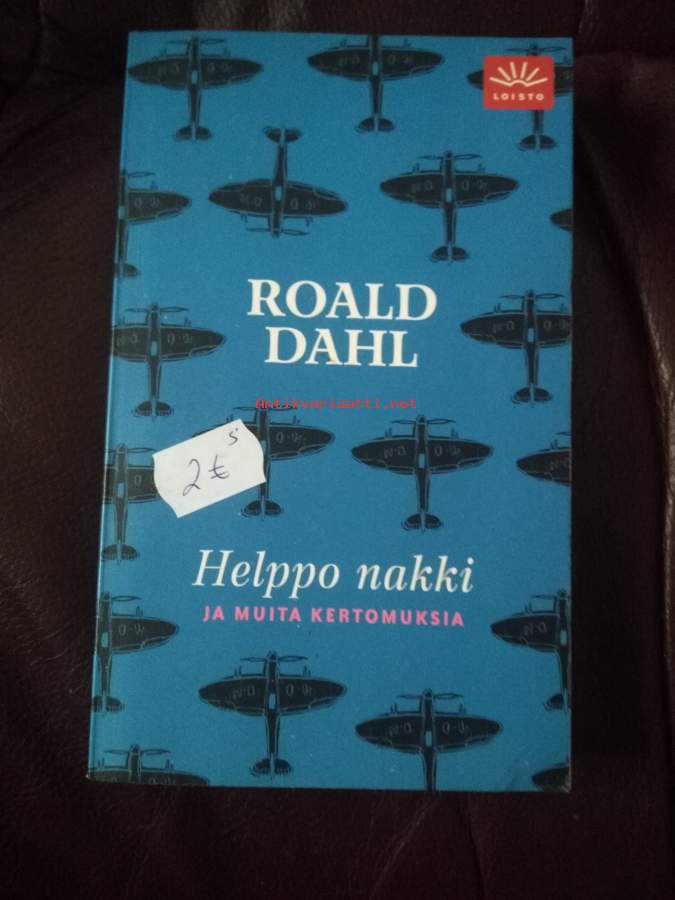 LOISTO
ROALD
DAHL
Antikvariaatti.net
s
2€
Helppo nakki
JA MUITA KERTOMUKSIA